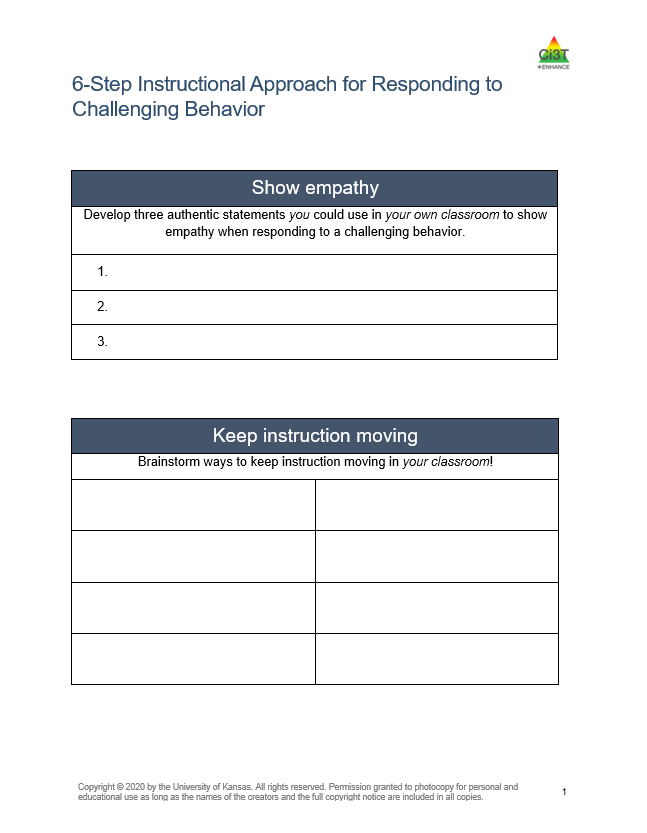 Ci3T
+ENHANCE
6-Step Instructional Approach for Responding to
Challenging Behavior
Show empathy
Develop three authentic statements you could use in your own classroom to show
empathy when responding to a challenging behavior.
1.
2.
3.
Keep instruction moving
Brainstorm ways to keep instruction moving in your classroom!
Copyright © 2020 by the University of Kansas. All rights reserved. Permission granted to photocopy for personal and
educational use as long as the names of the creators and the full copyright notice are included in all copies.
1